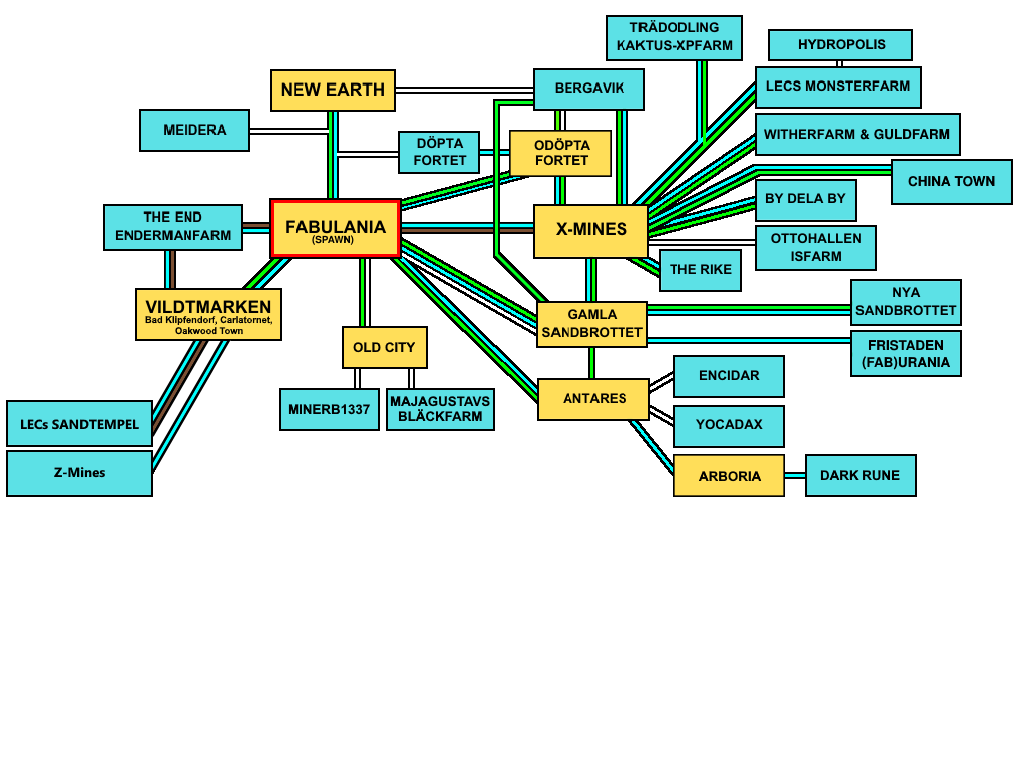 TRÄDODLING
KAKTUS-XPFARM
HYDROPOLIS
NEW EARTH
BERGAVIK
LECS MONSTERFARM
MEIDERA
DÖPTA
FORTET
ODÖPTA
FORTET
WITHERFARM & GULDFARM
CHINA TOWN
BY DELA BY
THE END
ENDERMANFARM
FABULANIA
(SPAWN)
X-MINES
OTTOHALLEN
ISFARM
THE RIKE
VILDTMARKEN
Bad Klipfendorf, Carlatornet,
Oakwood Town
GAMLA
SANDBROTTET
NYA
SANDBROTTET
OLD CITY
FRISTADEN
(FAB)URANIA
ENCIDAR
ANTARES
MINERB1337
MAJAGUSTAVS
BLÄCKFARM
LECs SANDTEMPEL
YOCADAX
Z-Mines
ARBORIA
DARK RUNE